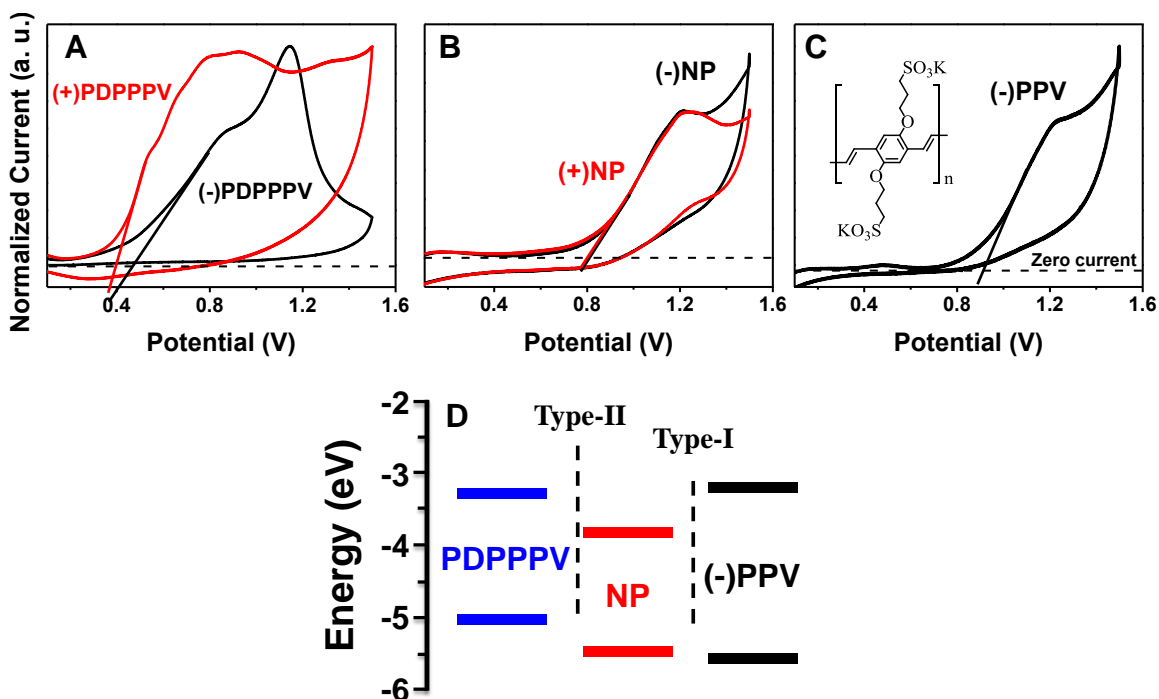 Normalized Current (a. u.)
A
(+)PDPPPV
(-)PDPPPV
0.4 0.8 1.2 1.6
Potential (V)
B
(-)NP
(+)NP
0.4 0.8 1.2 1.6
Potential (V)
C
SO3K
(-)PPV
O
n
O
KO3S
Zero current
0.4 0.8 1.2 1.6
Potential (V)
Energy (eV)
-2
-3
-4
-5
-6
D
Type-II
Type-I
PDPPPV
NP
(-)PPV